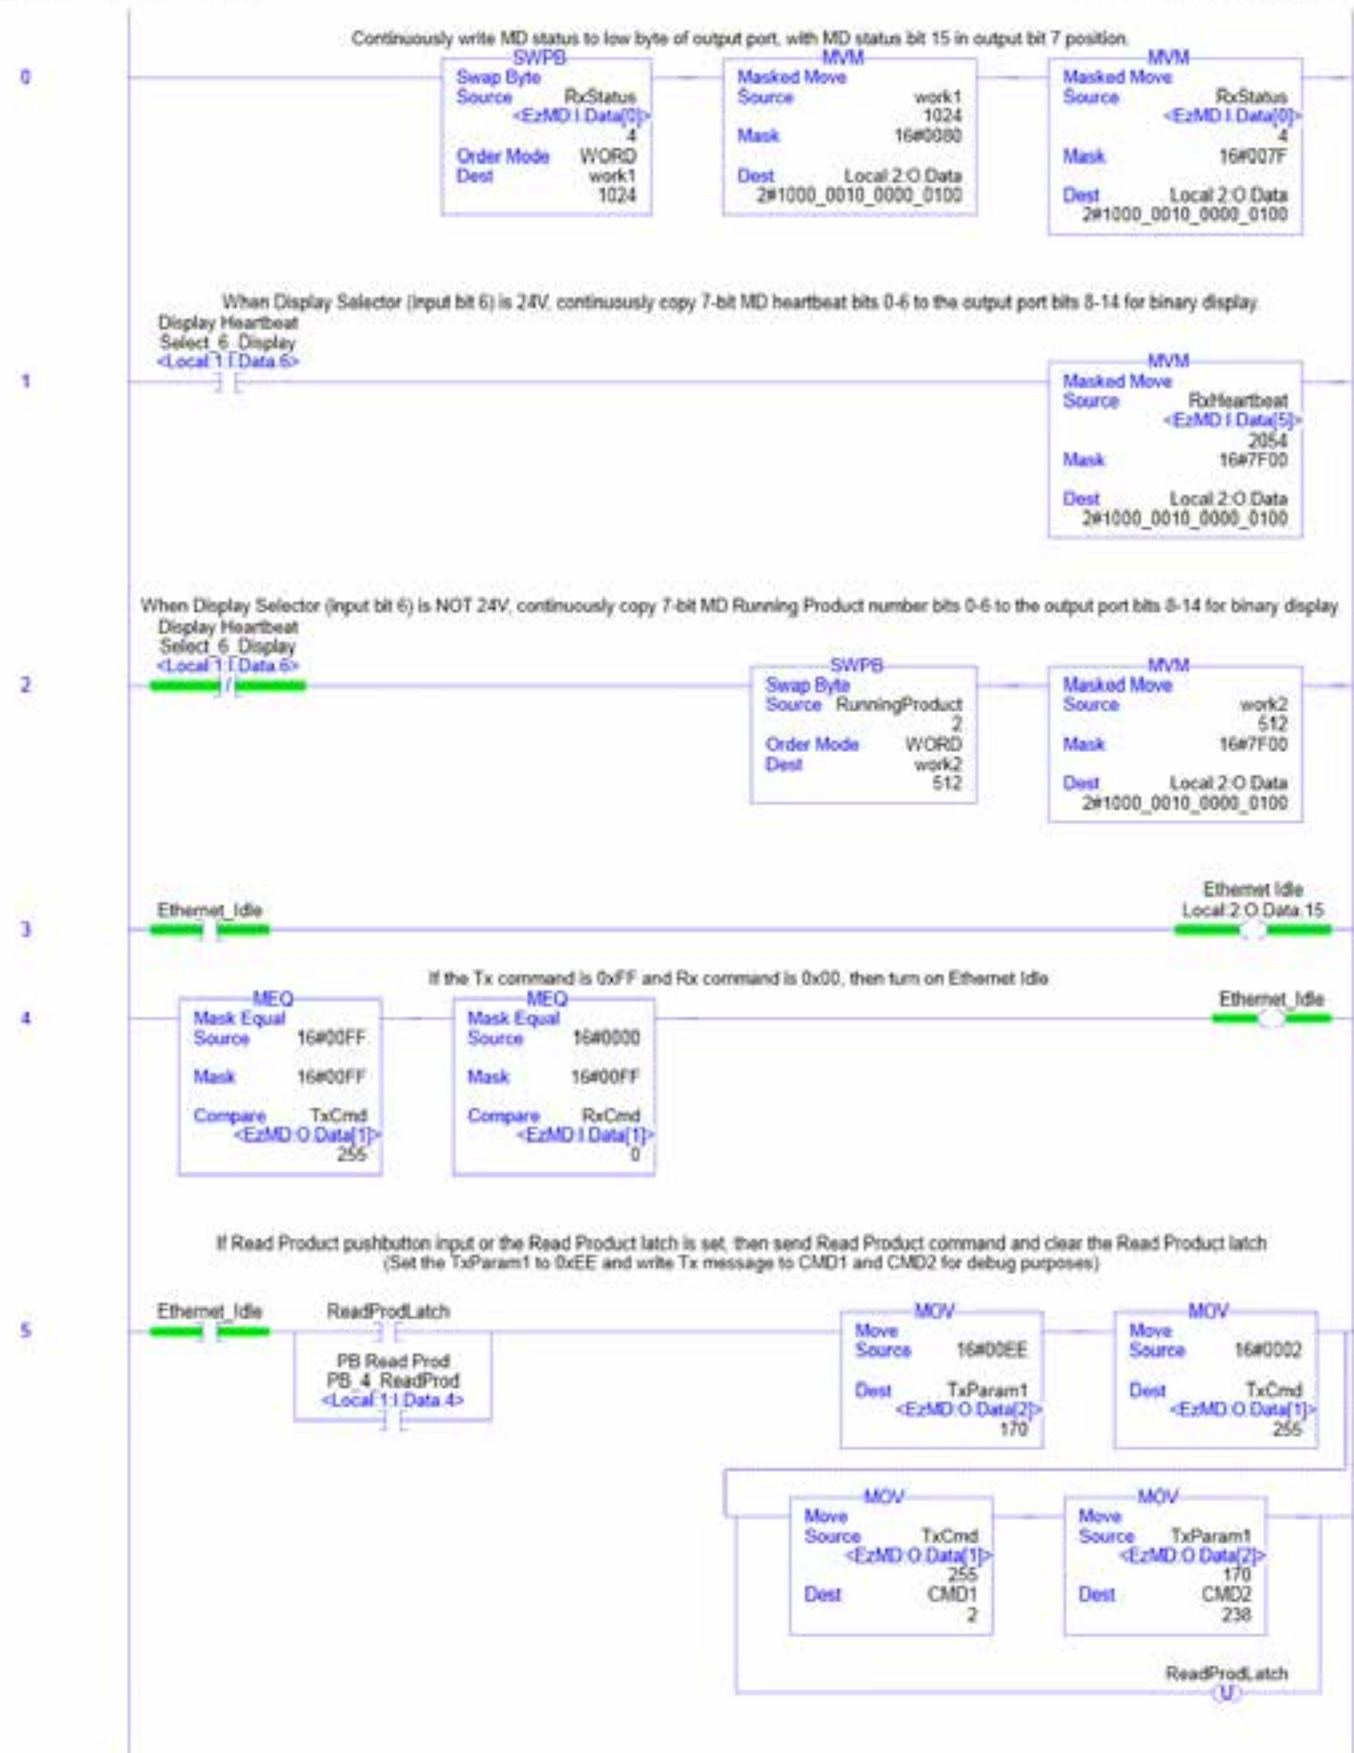 Continuously write MD status to low byte of output port, with MD status bit 15 in output bit 7 position.
0
SWPB
Swap Byte
Source RxStatus
<EzMD:I.Data[0]>
4
Order Mode WORD
Dest work1
1024
MVM
Masked Move
Source work1
1024
Mask 16#0080
Dest Local:2:O.Data
2#1000_0010_0000_0100
MVM
Masked Move
Source RxStatus
<EzMD:I.Data[0]>
4
Mask 16#007F
Dest Local:2:O.Data
2#1000_0010_0000_0100
When Display Selector (input bit 6) is 24V, continuously copy 7-bit MD heartbeat bits 0-6 to the output port bits 8-14 for binary display.
Display Heartbeat
Select_6_Display
<Local:1:I.Data.6>
1
MVM
Masked Move
Source RxHeartbeat
<EzMD:I.Data[5]>
2054
Mask 16#7F00
Dest Local:2:O.Data
2#1000_0010_0000_0100
When Display Selector (input bit 6) is NOT 24V, continuously copy 7-bit MD Running Product number bits 0-6 to the output port bits 8-14 for binary display
Display Heartbeat
Select_6_Display
<Local:1:I.Data.6>
2
SWPB
Swap Byte
Source RunningProduct
2
Order Mode WORD
Dest work2
512
MVM
Masked Move
Source work2
512
Mask 16#7F00
Dest Local:2:O.Data
2#1000_0010_0000_0100
3
Ethernet_Idle
Ethernet Idle
Local:2:O.Data.15
If the Tx command is 0xFF and Rx command is 0x00, then turn on Ethernet Idle
4
MEQ
Mask Equal
Source 16#00FF
Mask 16#00FF
Compare TxCmd
<EzMD:O.Data[1]>
255
MEQ
Mask Equal
Source 16#0000
Mask 16#00FF
Compare RxCmd
<EzMD:I.Data[1]>
0
Ethernet_Idle
If Read Product pushbutton input or the Read Product latch is set, then send Read Product command and clear the Read Product latch
(Set the TxParam1 to 0xEE and write Tx message to CMD1 and CMD2 for debug purposes)
5
Ethernet_Idle
ReadProdLatch
PB Read Prod
PB_4_ReadProd
<Local:1:I.Data.4>
MOV
Move
Source 16#00EE
Dest TxParam1
<EzMD:O.Data[2]>
170
MOV
Move
Source 16#0002
Dest TxCmd
<EzMD:O.Data[1]>
255
MOV
Move
Source TxCmd
<EzMD:O.Data[1]>
255
Dest CMD1
2
MOV
Move
Source TxParam1
<EzMD:O.Data[2]>
170
Dest CMD2
238
ReadProdLatch
U